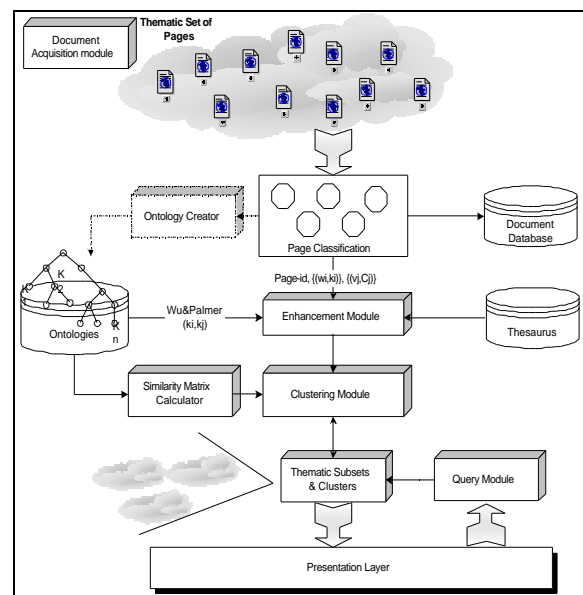 Document
Acquisition module
Thematic Set of
Pages
Ontology Creator
Page Classification
Document
Database
Page-id, {(wi,ki)}, {(vj,Cj)}
K
K
2
K
n
Ontologies
Wu&Palmer
(ki,kj)
Enhancement Module
Thesaurus
Similarity Matrix
Calculator
Clustering Module
Thematic Subsets
& Clusters
Query Module
Presentation Layer